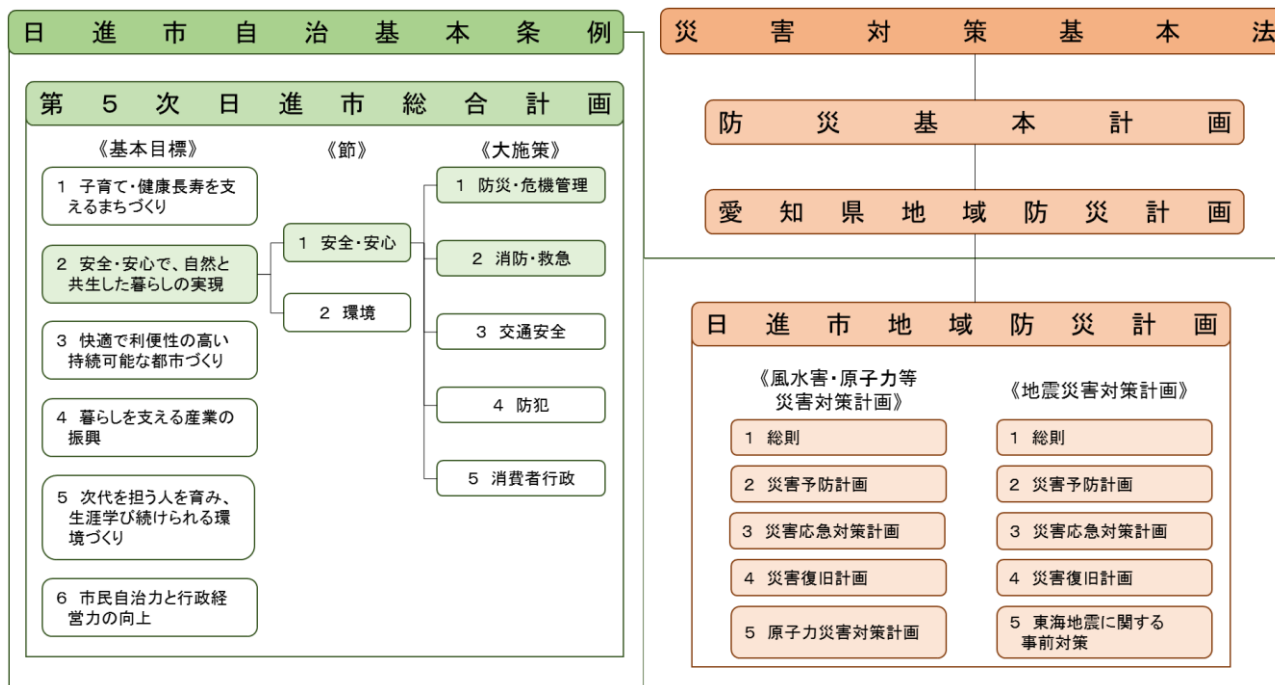 日進市自治基本条例
第5次日進市総合計画
《基本目標》
1 子育て・健康長寿を支
えるまちづくり
2 安全・安心で、自然と
共生した暮らしの実現
3 快適で利便性の高い
持続可能な都市づくり
4 暮らしを支える産業の
振興
5 次代を担う人を育み、
生涯学び続けられる環
境づくり
6 市民自治力と行政経
営力の向上
《節》
1 安全・安心
2 環境
《大施策》
1 防災・危機管理
2 消防・救急
3 交通安全
4 防犯
5 消費者行政
災害対策基本法
防災基本計画
愛知県地域防災計画
日進市地域防災計画
《風水害・原子力等
災害対策計画》
1 総則
2 災害予防計画
3 災害応急対策計画
4 災害復旧計画
5 原子力災害対策計画
《地震災害対策計画》
1 総則
2 災害予防計画
3 災害応急対策計画
4 災害復旧計画
5 東海地震に関する
事前対策